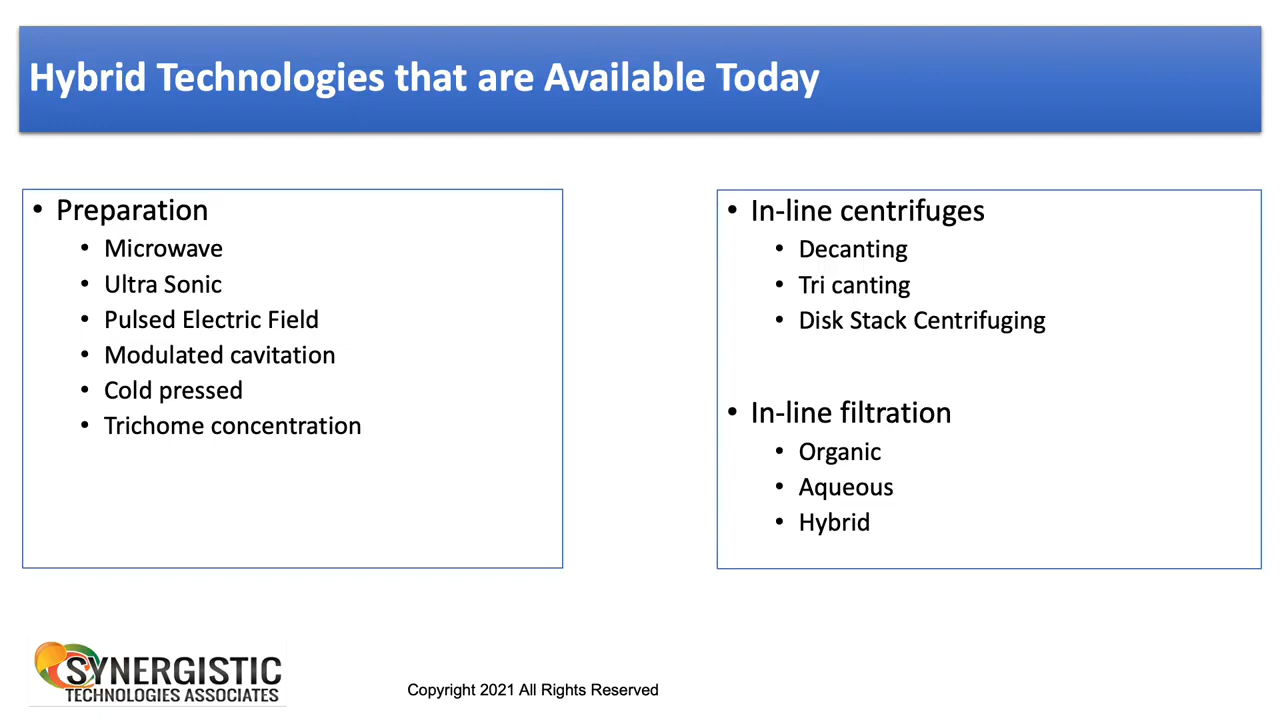 Hybrid Technologies that are Available Today
• Preparation
• Microwave
• Ultra Sonic
• Pulsed Electric Field
• Modulated cavitation
• Cold pressed
• Trichome concentration
• In-line centrifuges
• Decanting
• Tri canting
• Disk Stack Centrifuging
• In-line filtration
• Organic
• Aqueous
• Hybrid
SYNERGISTIC
TECHNOLOGIES ASSOCIATES
Copyright 2021 All Rights Reserved